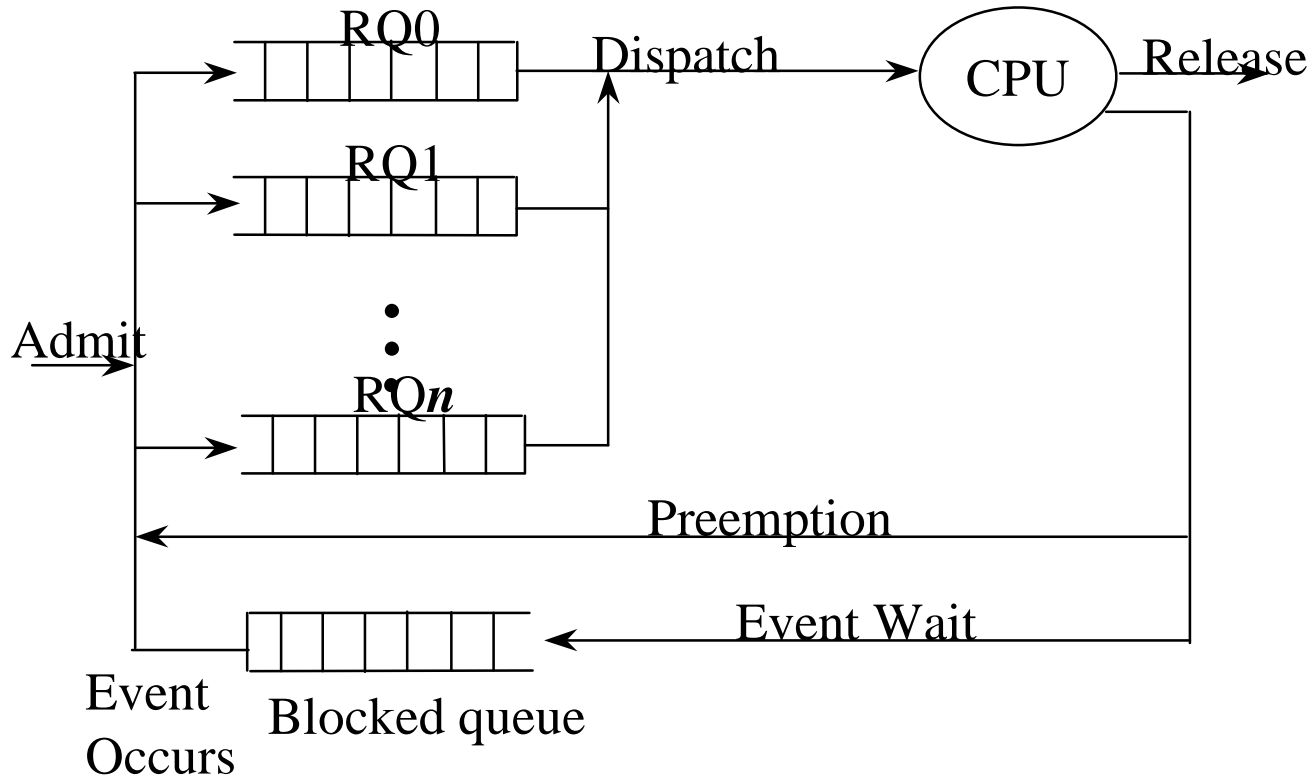 RQ0
Dispatch
CPU
Release
RQ1
Admit
RQn
Preemption
Event Wait
Event
Occurs
Blocked queue